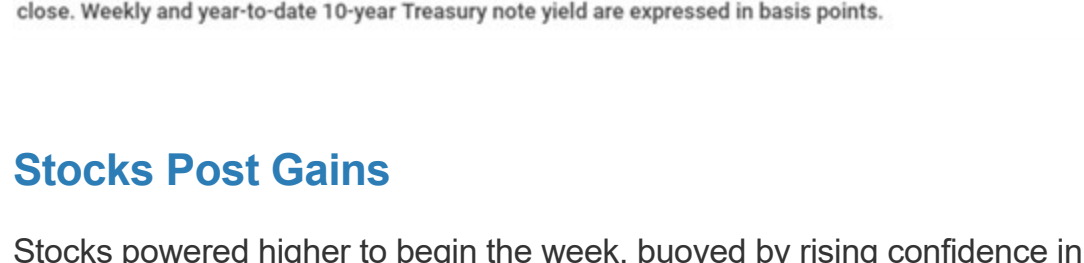 close. Weekly and year-to-date 10-year Treasury note yield are expressed in basis points.
Stocks Post Gains
Stocks powered higher to begin the week, buoyed by rising confidence in